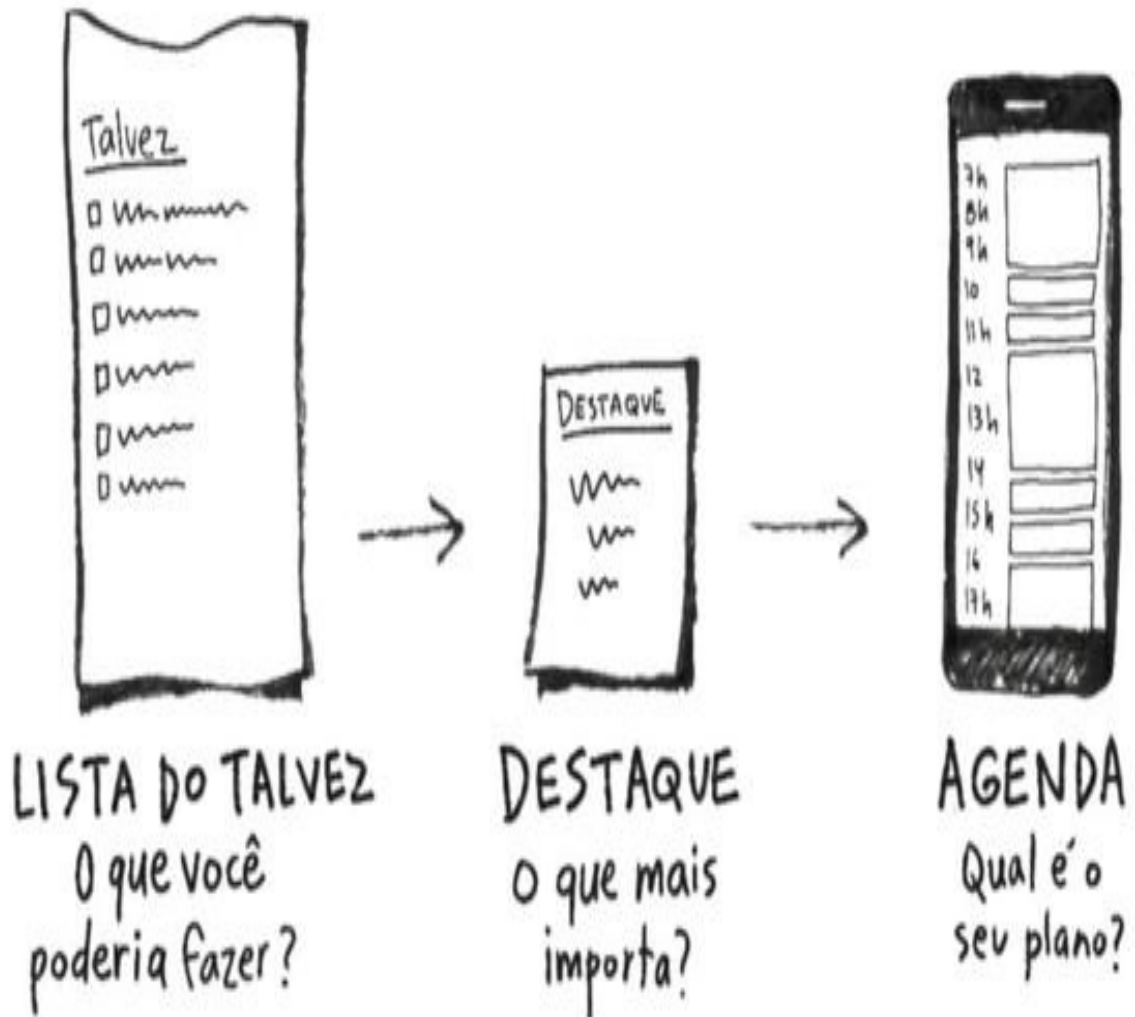 Talvez
DESTAQUE
7h
8h
9h
10
11h
12
13h
14
15h
16
17h
LISTA DO TALVEZ
O que você
poderia fazer?
DESTAQUE
O que mais
importa?
AGENDA
Qual é o
seu plano?